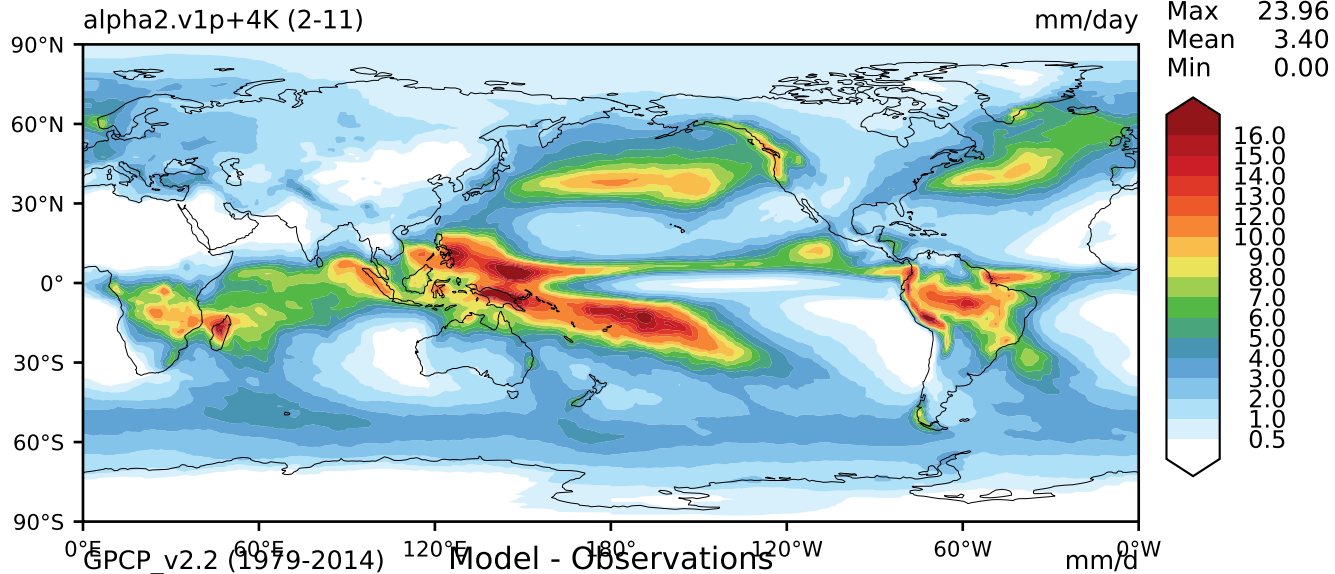 alpha2.v1p+4K (2-11) mm/day
Max 23.96
Mean 3.40
Min 0.00
90°N
60°N
30°N
0°
30°S
60°S
90°S
16.0
15.0
14.0
13.0
12.0
10.0
9.0
8.0
7.0
6.0
5.0
4.0
3.0
2.0
1.0
0.5
0°E 60°E 120°E 180° 120°W 60°W 0°W
GPCP_v2.2 (1979-2014) Model - Observations mm/d